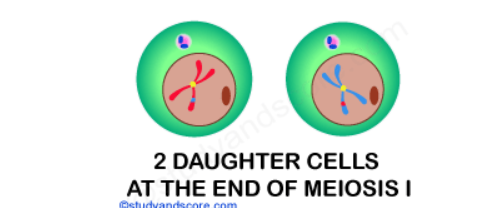 2 DAUGHTER CELLS
AT THE END OF MEIOSIS I
©studyandscore.com